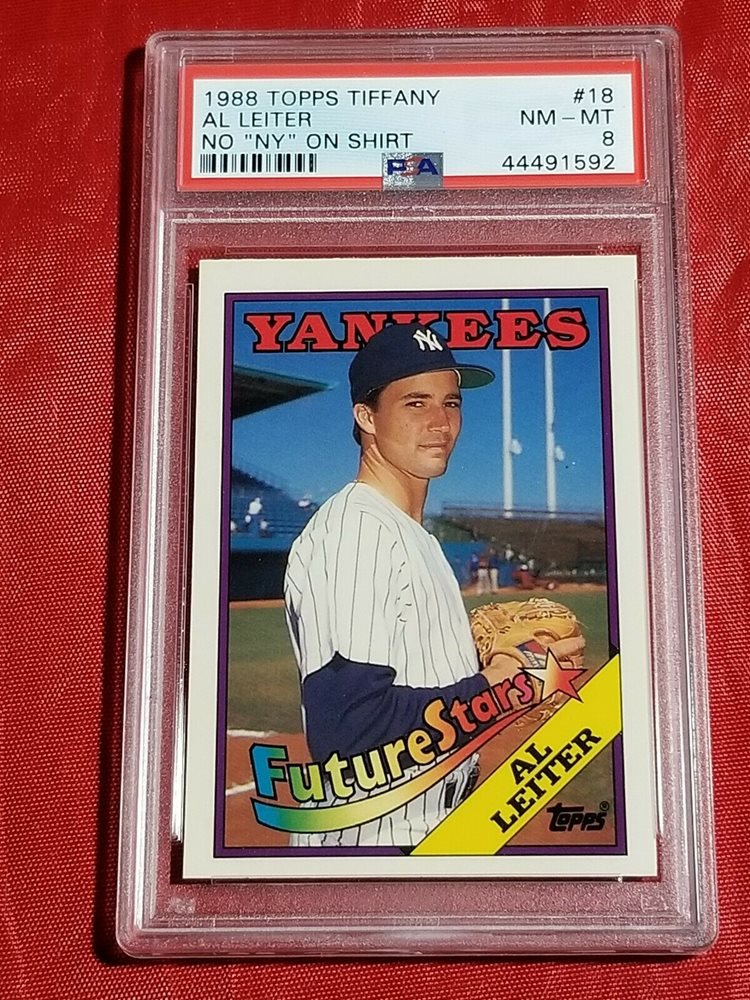 1988 TOPPS TIFFANY #18
AL LEITER NM – MT
NO "NY" ON SHIRT 8
PSA 44491592
YANKEES
NY
FutureStars
AL
LEITER
Topps®